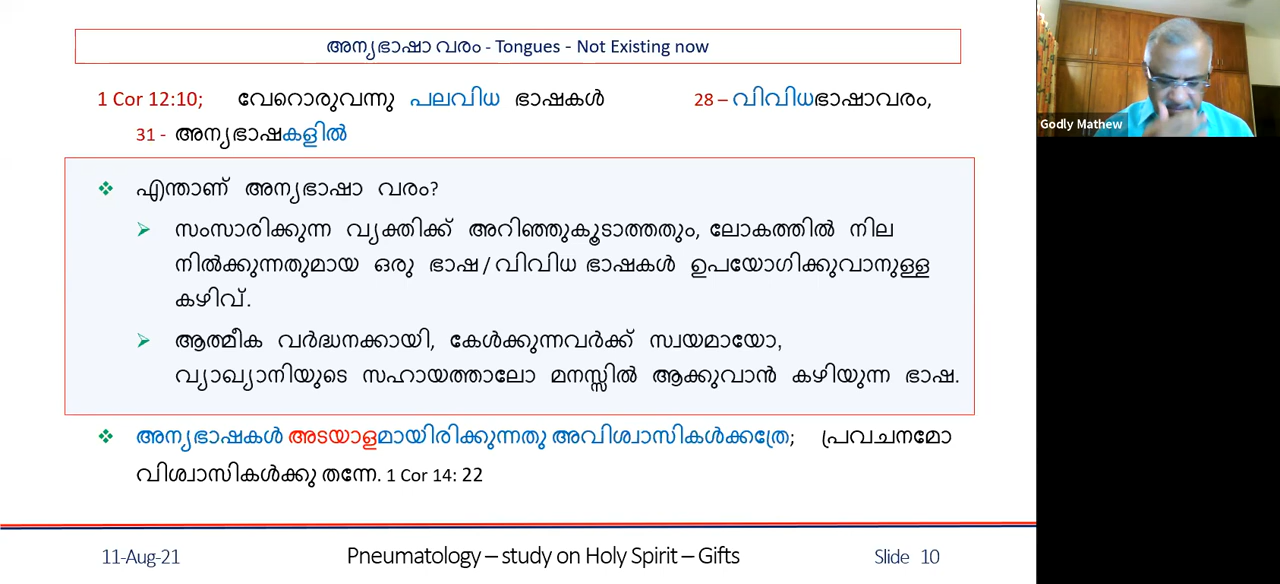 അന്യഭാഷാ വരം - Tongues - Not Existing now
1 Cor 12:10; വേറൊരുവന്നു പലവിധ ഭാഷകൾ 28 – വിവിധഭാഷാവരം,
31 - അന്യഭാഷകളിൽ
❖ എന്താണ് അന്യഭാഷാ വരം?
➢ സംസാരിക്കുന്ന വ്യക്തിക്ക് അറിഞ്ഞുകൂടാത്തതും, ലോകത്തിൽ നില
നിൽക്കുന്നതുമായ ഒരു ഭാഷ / വിവിധ ഭാഷകൾ ഉപയോഗിക്കുവാനുള്ള
കഴിവ്.
➢ ആത്മീക വർദ്ധനക്കായി, കേൾക്കുന്നവർക്ക് സ്വയമായോ,
വ്യാഖ്യാനിയുടെ സഹായത്താലോ മനസ്സിൽ ആക്കുവാൻ കഴിയുന്ന ഭാഷ.
❖ അന്യഭാഷകൾ അടയാളമായിരിക്കുന്നതു അവിശ്വാസികൾക്കത്രേ; പ്രവചനമോ
വിശ്വാസികൾക്കു തന്നേ. 1 Cor 14: 22
11-Aug-21 Pneumatology – study on Holy Spirit – Gifts Slide 10
Godly Mathew